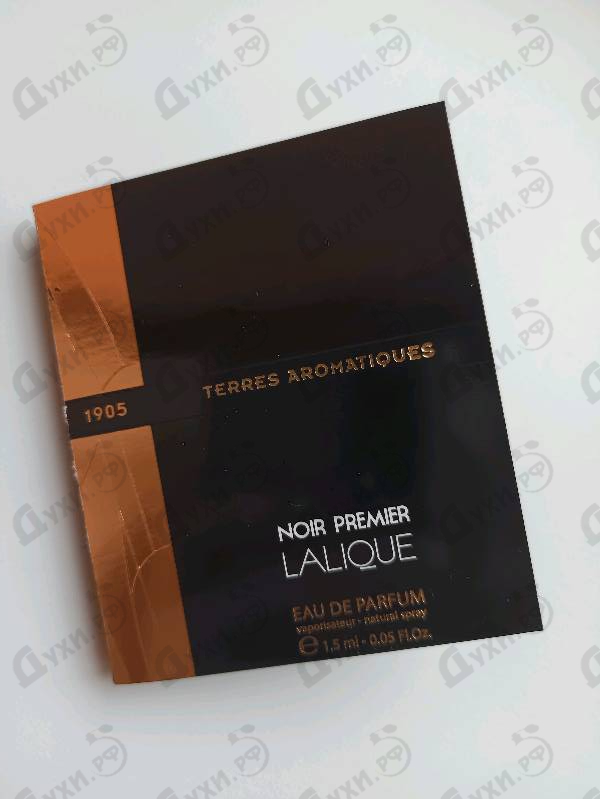 TERRES AROMATIQUES
1905
NOIR PREMIER
LALIQUE
EAU DE PARFUM
vaporisateur - natural spray
e 1,5 ml - 0.05 Fl.Oz.
Духи.рф